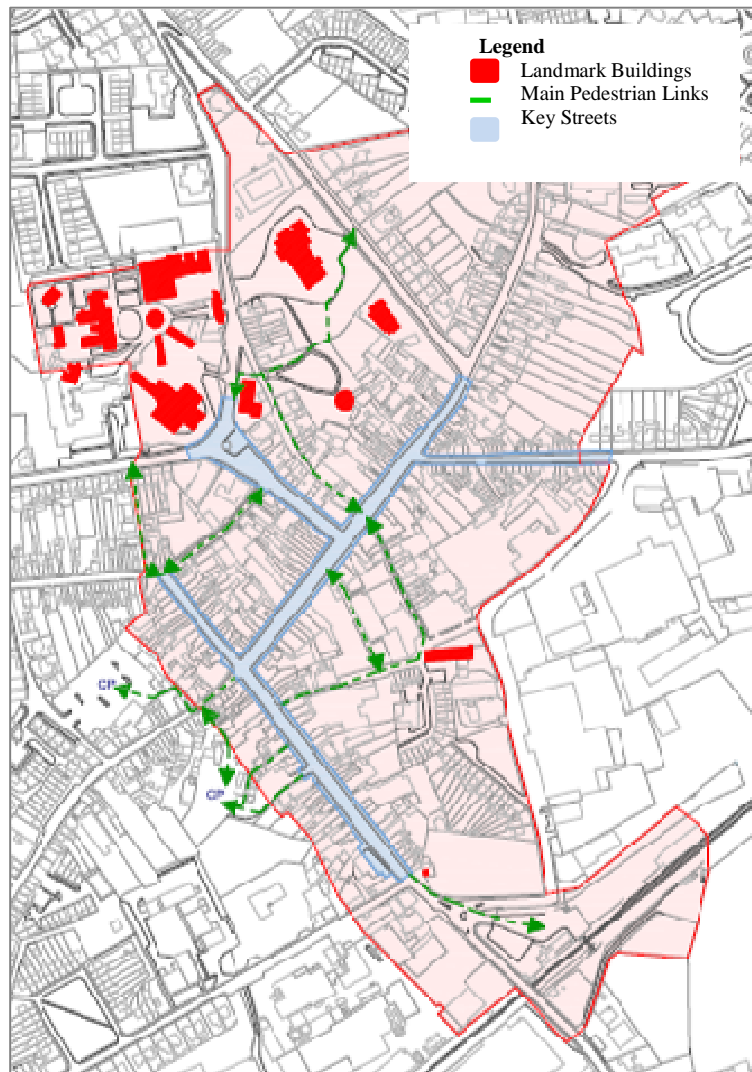 Legend
Landmark Buildings
Main Pedestrian Links
Key Streets
CP
CP